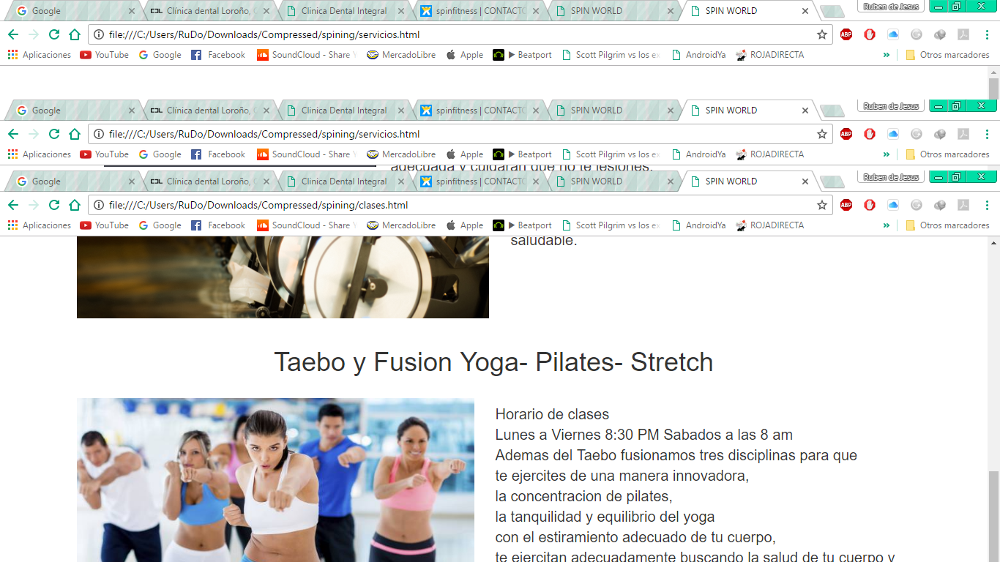 Google
Clínica dental Loroño,
Clinica Dental Integral
spinfitness | CONTACTO
SPIN WORLD
SPIN WORLD
Ruben de Jesus
file:///C:/Users/RuDo/Downloads/Compressed/spining/servicios.html
ABP
Aplicaciones
YouTube
Google
Facebook
SoundCloud - Share
MercadoLibre
Apple
Beatport
Scott Pilgrim vs los ex
AndroidYa
ROJADIRECTA
»
Otros marcadores
Google
Clínica dental Loroño,
Clinica Dental Integral
spinfitness | CONTACTO
SPIN WORLD
SPIN WORLD
Ruben de Jesus
file:///C:/Users/RuDo/Downloads/Compressed/spining/servicios.html
ABP
Aplicaciones
YouTube
Google
Facebook
SoundCloud - Share
MercadoLibre
Apple
Beatport
Scott Pilgrim vs los ex
AndroidYa
ROJADIRECTA
»
Otros marcadores
adecuada y cuidaran que no te lesiones.
Google
Clínica dental Loroño,
Clinica Dental Integral
spinfitness | CONTACTO
SPIN WORLD
SPIN WORLD
Ruben de Jesus
file:///C:/Users/RuDo/Downloads/Compressed/spining/clases.html
ABP
Aplicaciones
YouTube
Google
Facebook
SoundCloud - Share
MercadoLibre
Apple
Beatport
Scott Pilgrim vs los ex
AndroidYa
ROJADIRECTA
»
Otros marcadores
saludable.
Taebo y Fusion Yoga- Pilates- Stretch
Horario de clases
Lunes a Viernes 8:30 PM Sabados a las 8 am
Ademas del Taebo fusionamos tres disciplinas para que
te ejercites de una manera innovadora,
la concentracion de pilates,
la tanquilidad y equilibrio del yoga
con el estiramiento adecuado de tu cuerpo,
te ejercitan adecuadamente buscando la salud de tu cuerpo y